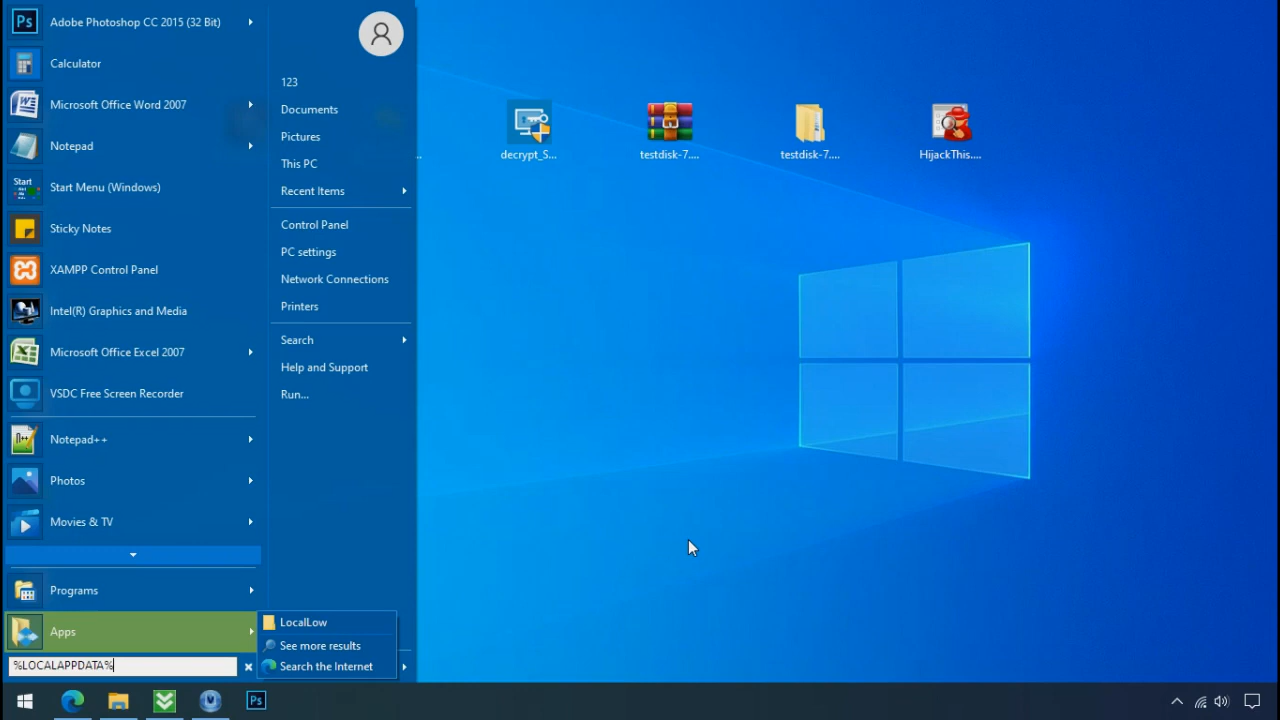 Ps
Adobe Photoshop CC 2015 (32 Bit)
Calculator
Microsoft Office Word 2007
Notepad
Start
Start Menu (Windows)
Sticky Notes
XAMPP Control Panel
Intel(R) Graphics and Media
Microsoft Office Excel 2007
VSDC Free Screen Recorder
Notepad++
Photos
Movies & TV
Programs
Apps
%LOCALAPPDATA%
123
Documents
Pictures
This PC
Recent Items
Control Panel
PC settings
Network Connections
Printers
Search
Help and Support
Run...
LocalLow
See more results
Search the Internet
...
decrypt_S...
testdisk-7....
testdisk-7....
HijackThis....
Ps